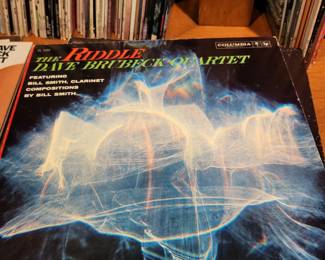 THE RIDDLE
DAVE BRUBECK QUARTET
COLUMBIA
FEATURING
BILL SMITH, CLARINET
COMPOSITIONS
BY BILL SMITH